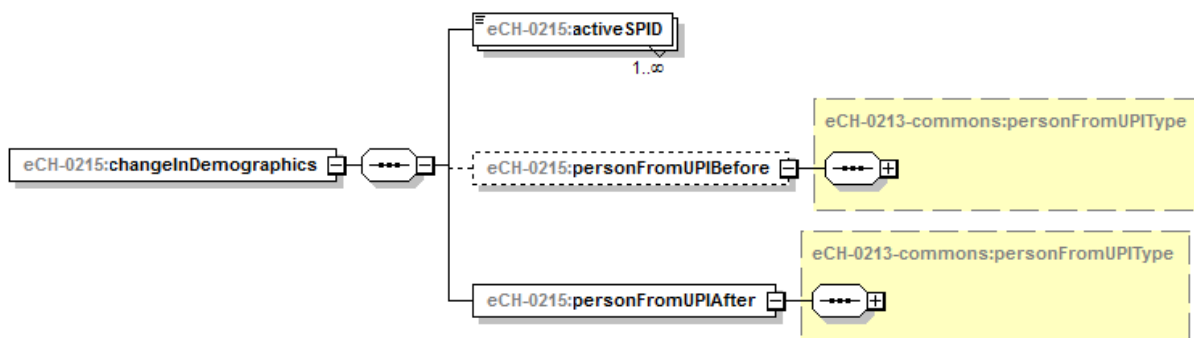 eCH-0215:activeSPID
1..∞
eCH-0213-commons:personFromUPIType
eCH-0215:changeInDemographics
eCH-0215:personFromUPIBefore
eCH-0213-commons:personFromUPIType
eCH-0215:personFromUPIAfter